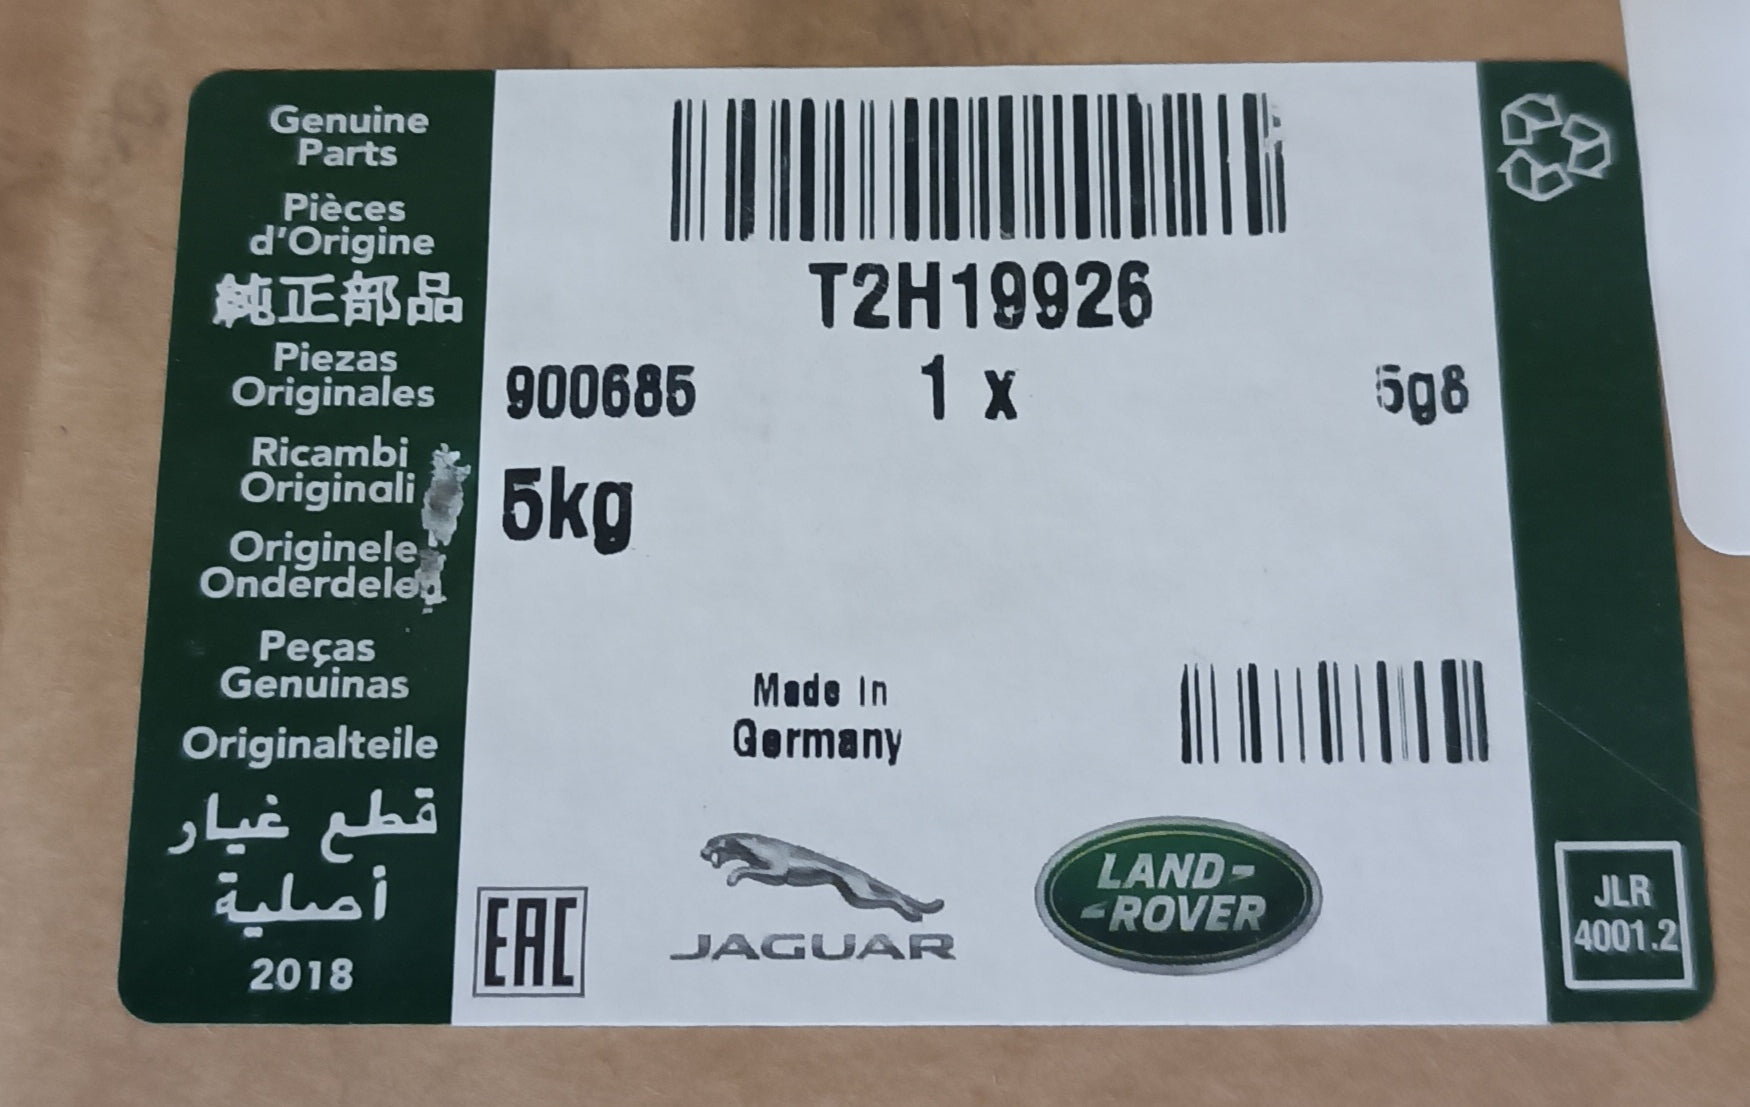 Genuine
Parts
Pièces
d'Origine
純正部品
Piezas
Originales
Ricambi
Originali
Originele
Onderdelen
Peças
Genuinas
Originalteile
قطع غيار
أصلية
2018
T2H19926
900685 1 x 5g8
5kg
Made in
Germany
EAC
JAGUAR
LAND-
-ROVER
JLR
4001.2